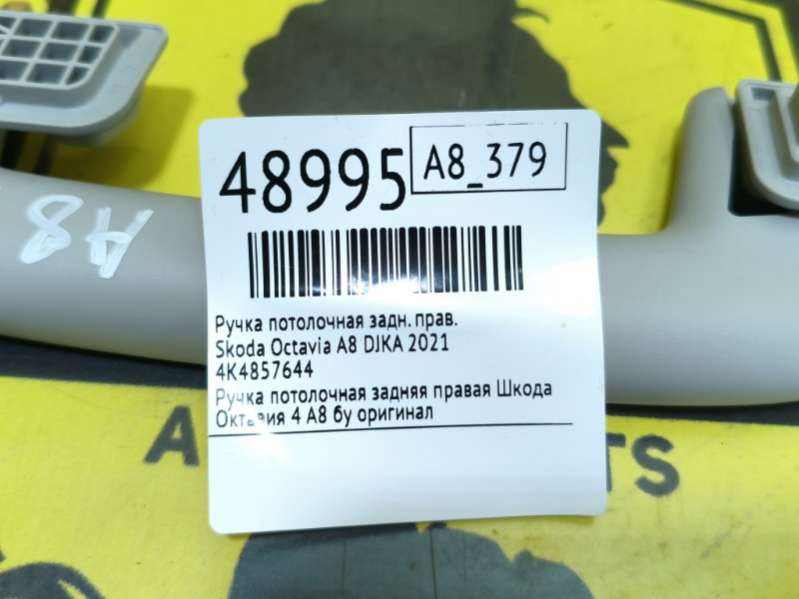 48995
A8_379
Ручка потолочная задн. прав.
Skoda Octavia A8 DJKA 2021
4K4857644
Ручка потолочная задняя правая Шкода
Октавия 4 А8 бу оригинал
A8